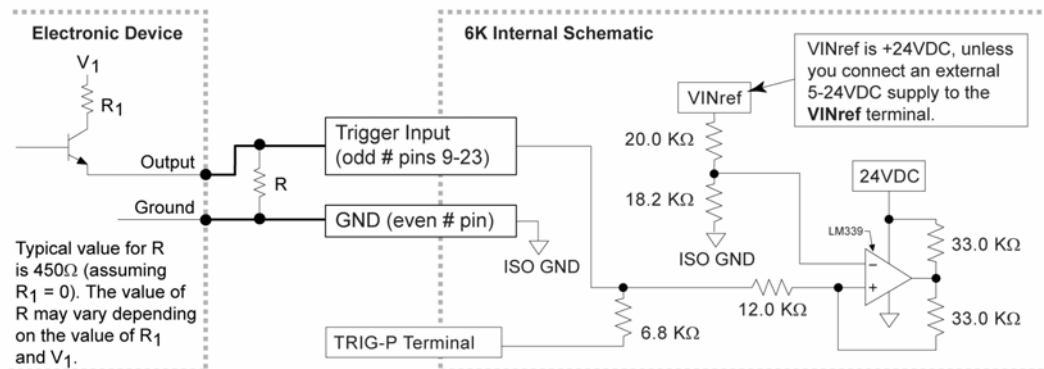 Electronic Device
V1
R1
Output
Ground
R
Typical value for R
is 450Ω (assuming
R1 = 0). The value of
R may vary depending
on the value of R1
and V1.
Trigger Input
(odd # pins 9-23)
GND (even # pin)
ISO GND
TRIG-P Terminal
6K Internal Schematic
VINref is +24VDC, unless
you connect an external
5-24VDC supply to the
VINref terminal.
VINref
20.0 KΩ
18.2 KΩ
ISO GND
24VDC
LM339
−
+
33.0 KΩ
33.0 KΩ
12.0 KΩ
6.8 KΩ